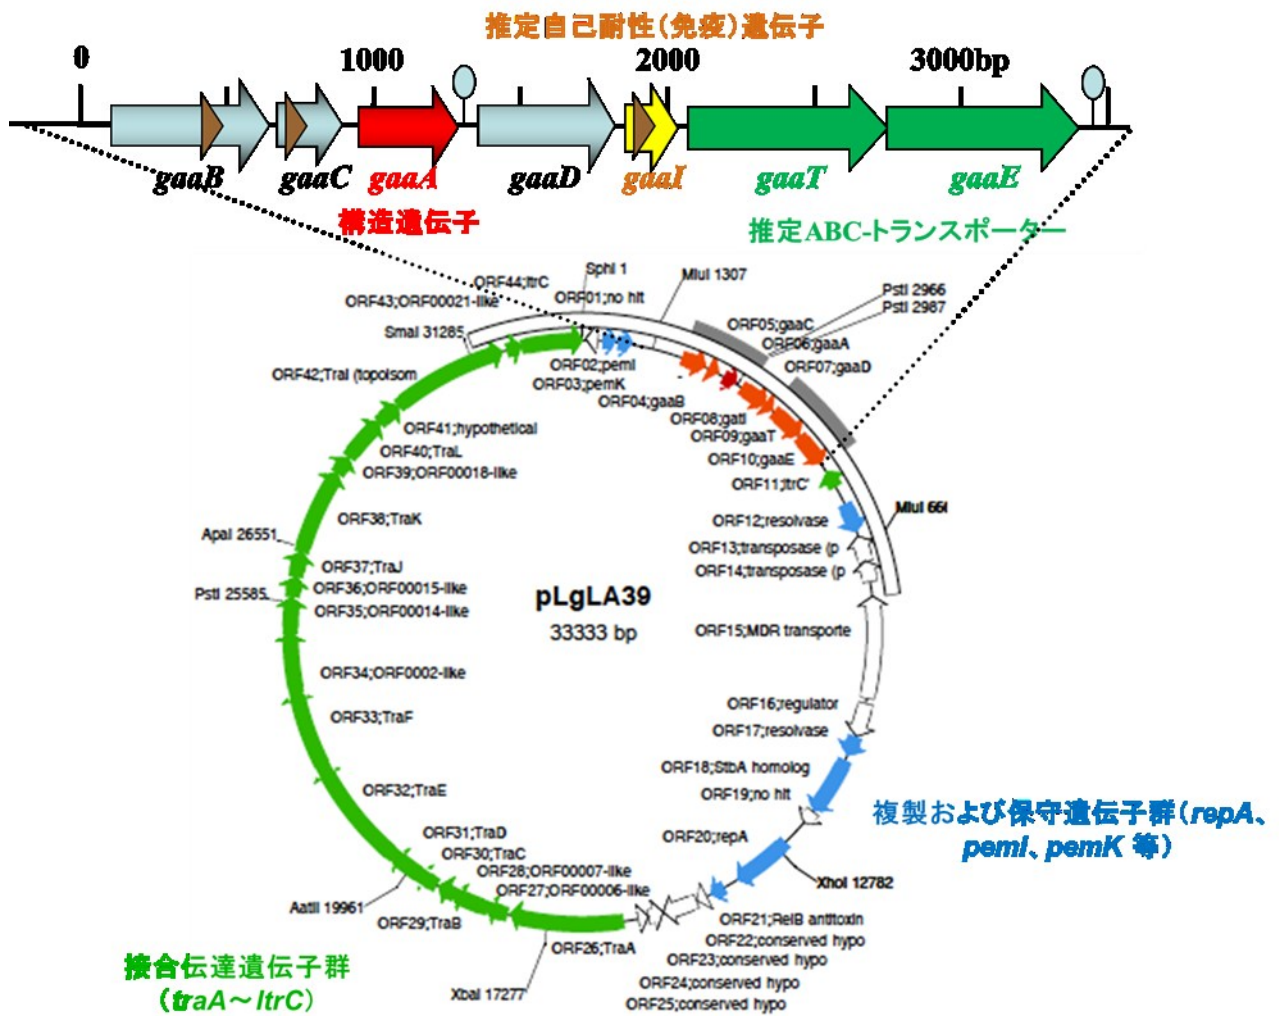 推定自己耐性(免疫)遺伝子
0 1000 2000 3000bp
gaaB gaaC gaaA gaaD gaaI gaaT gaaE
構造遺伝子
推定ABC-トランスポーター
SphI 1
MluI 1307
ORF44;ltrC
ORF43;ORF00021-like
ORF01;no hit
PstI 2966
PstI 2987
SmaI 31285
ORF05;gaaC
ORF06;gaaA
ORF07;gaaD
ORF42;TraI (topoisom
ORF02;pemI
ORF03;pemK
ORF04;gaaB
ORF08;gatI
ORF09;gaaT
ORF10;gaaE
ORF11;ltrC'
ORF41;hypothetical
ORF40;TraL
ORF39;ORF00018-like
ORF38;TraK
ORF12;resolvase
MluI 666
ORF13;transposase (p
ORF14;transposase (p
ApaI 26551
ORF37;TraJ
ORF36;ORF00015-like
PstI 25585
ORF35;ORF00014-like
pLgLA39
33333 bp
ORF15;MDR transporte
ORF34;ORF0002-like
ORF33;TraF
ORF16;regulator
ORF17;resolvase
ORF18;StbA homolog
ORF19;no hit
ORF32;TraE
複製および保守遺伝子群(repA、
pemI、pemK 等)
ORF31;TraD
ORF30;TraC
ORF28;ORF00007-like
ORF27;ORF00006-like
ORF20;repA
XhoI 12782
AatII 19961
ORF29;TraB
ORF26;TraA
ORF21;RelB antitoxin
ORF22;conserved hypo
ORF23;conserved hypo
ORF24;conserved hypo
ORF25;conserved hypo
XbaI 17277
接合伝達遺伝子群
(traA～ltrC)